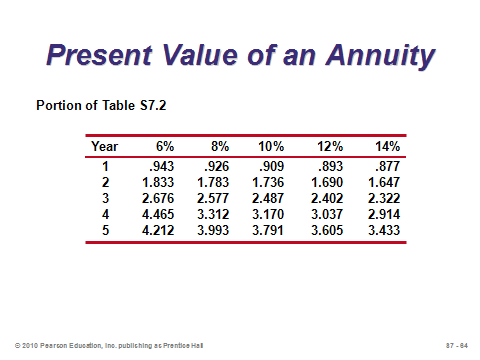 Present Value of an Annuity
Portion of Table S7.2
Year 6% 8% 10% 12% 14%
1 .943 .926 .909 .893 .877
2 1.833 1.783 1.736 1.690 1.647
3 2.676 2.577 2.487 2.402 2.322
4 4.465 3.312 3.170 3.037 2.914
5 4.212 3.993 3.791 3.605 3.433
© 2010 Pearson Education, Inc. publishing as Prentice Hall
S7 - 64